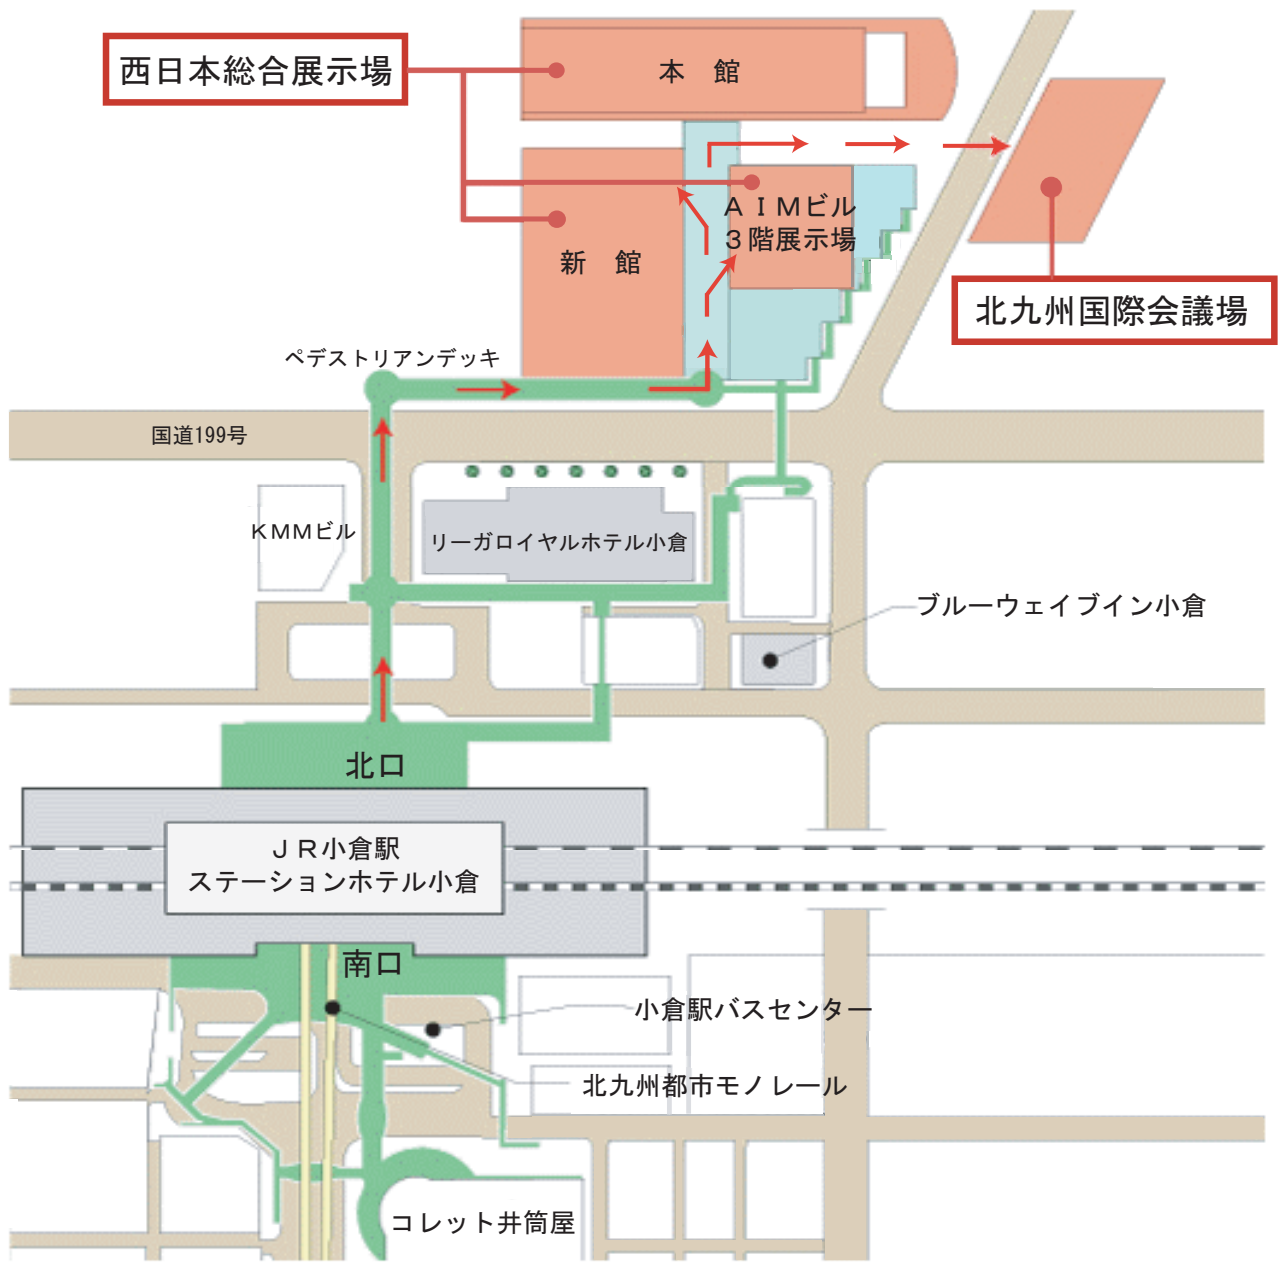 西日本総合展示場
本　館
ＡＩＭビル
３階展示場
新　館
北九州国際会議場
ペデストリアンデッキ
国道199号
ＫＭＭビル
リーガロイヤルホテル小倉
ブルーウェイブイン小倉
北口
ＪＲ小倉駅
ステーションホテル小倉
南口
小倉駅バスセンター
北九州都市モノレール
コレット井筒屋